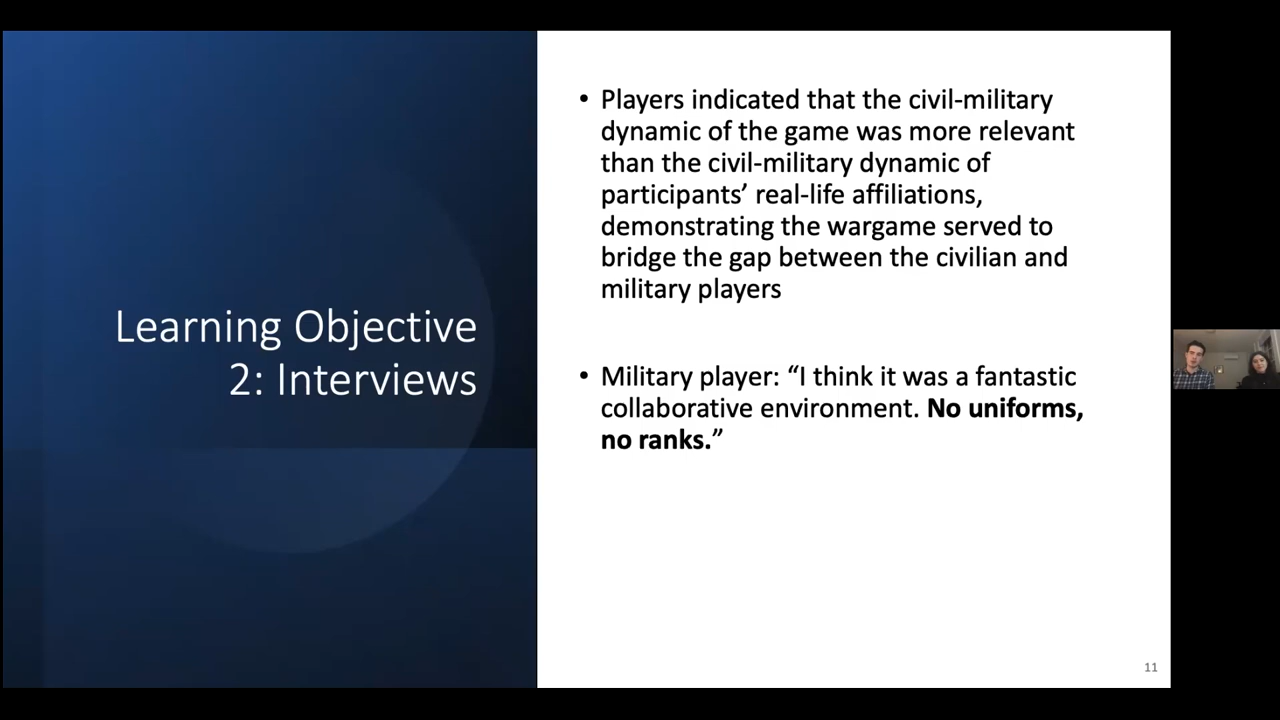 Learning Objective
2: Interviews
• Players indicated that the civil-military
dynamic of the game was more relevant
than the civil-military dynamic of
participants’ real-life affiliations,
demonstrating the wargame served to
bridge the gap between the civilian and
military players
• Military player: “I think it was a fantastic
collaborative environment. No uniforms,
no ranks.”
11